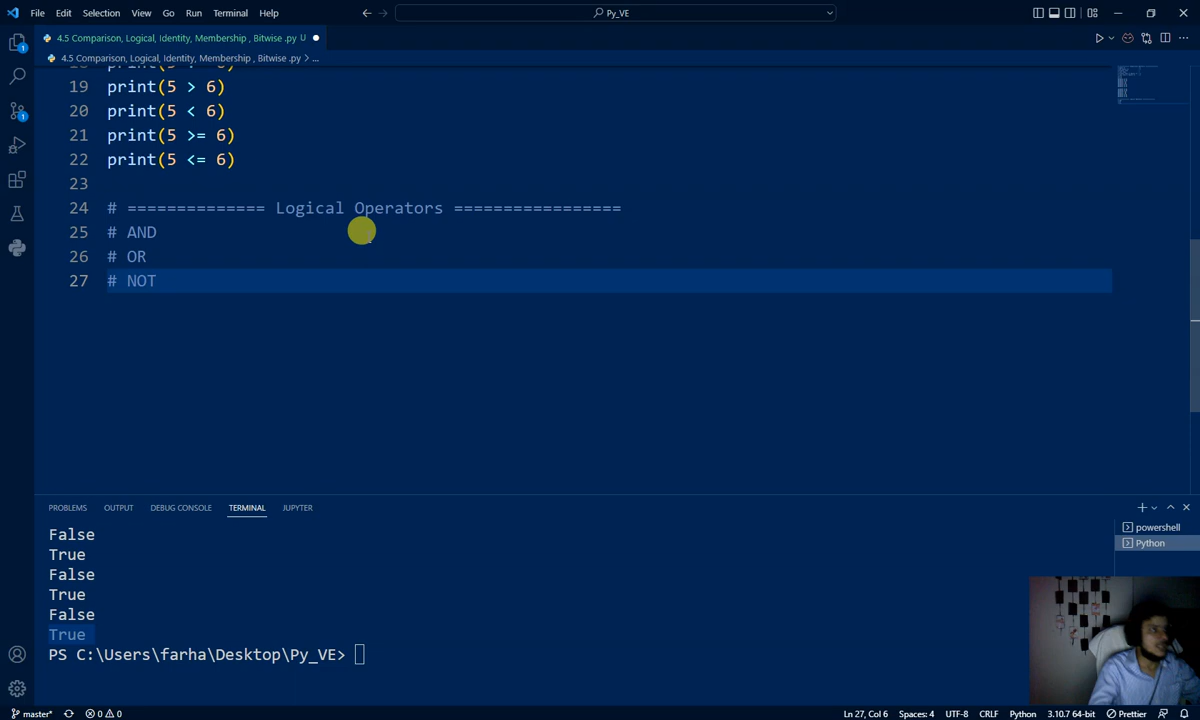 File Edit Selection View Go Run Terminal Help
Py_VE
4.5 Comparison, Logical, Identity, Membership , Bitwise .py U
4.5 Comparison, Logical, Identity, Membership , Bitwise .py > ...
19 print(5 > 6)
20 print(5 < 6)
21 print(5 >= 6)
22 print(5 <= 6)
23
24 # ============== Logical Operators =================
25 # AND
26 # OR
27 # NOT
PROBLEMS OUTPUT DEBUG CONSOLE TERMINAL JUPYTER
powershell
Python
False
True
False
True
False
True
PS C:\Users\farha\Desktop\Py_VE>
master* 0 0 Ln 27, Col 6 Spaces: 4 UTF-8 CRLF Python 3.10.7 64-bit Prettier